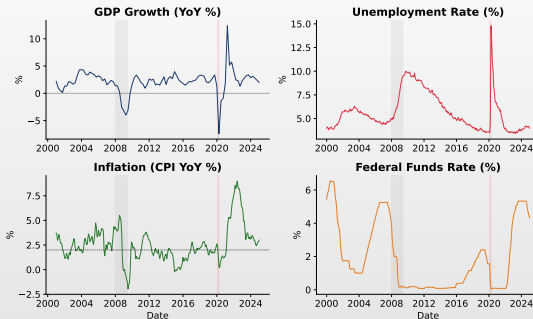 GDP Growth (YoY %)
%
10
5
0
−5
2000 2004 2008 2012 2016 2020 2024
Unemployment Rate (%)
%
15.0
12.5
10.0
7.5
5.0
2000 2004 2008 2012 2016 2020 2024
Inflation (CPI YoY %)
%
7.5
5.0
2.5
0.0
−2.5
2000 2004 2008 2012 2016 2020 2024
Date
Federal Funds Rate (%)
%
6
4
2
0
2000 2004 2008 2012 2016 2020 2024
Date